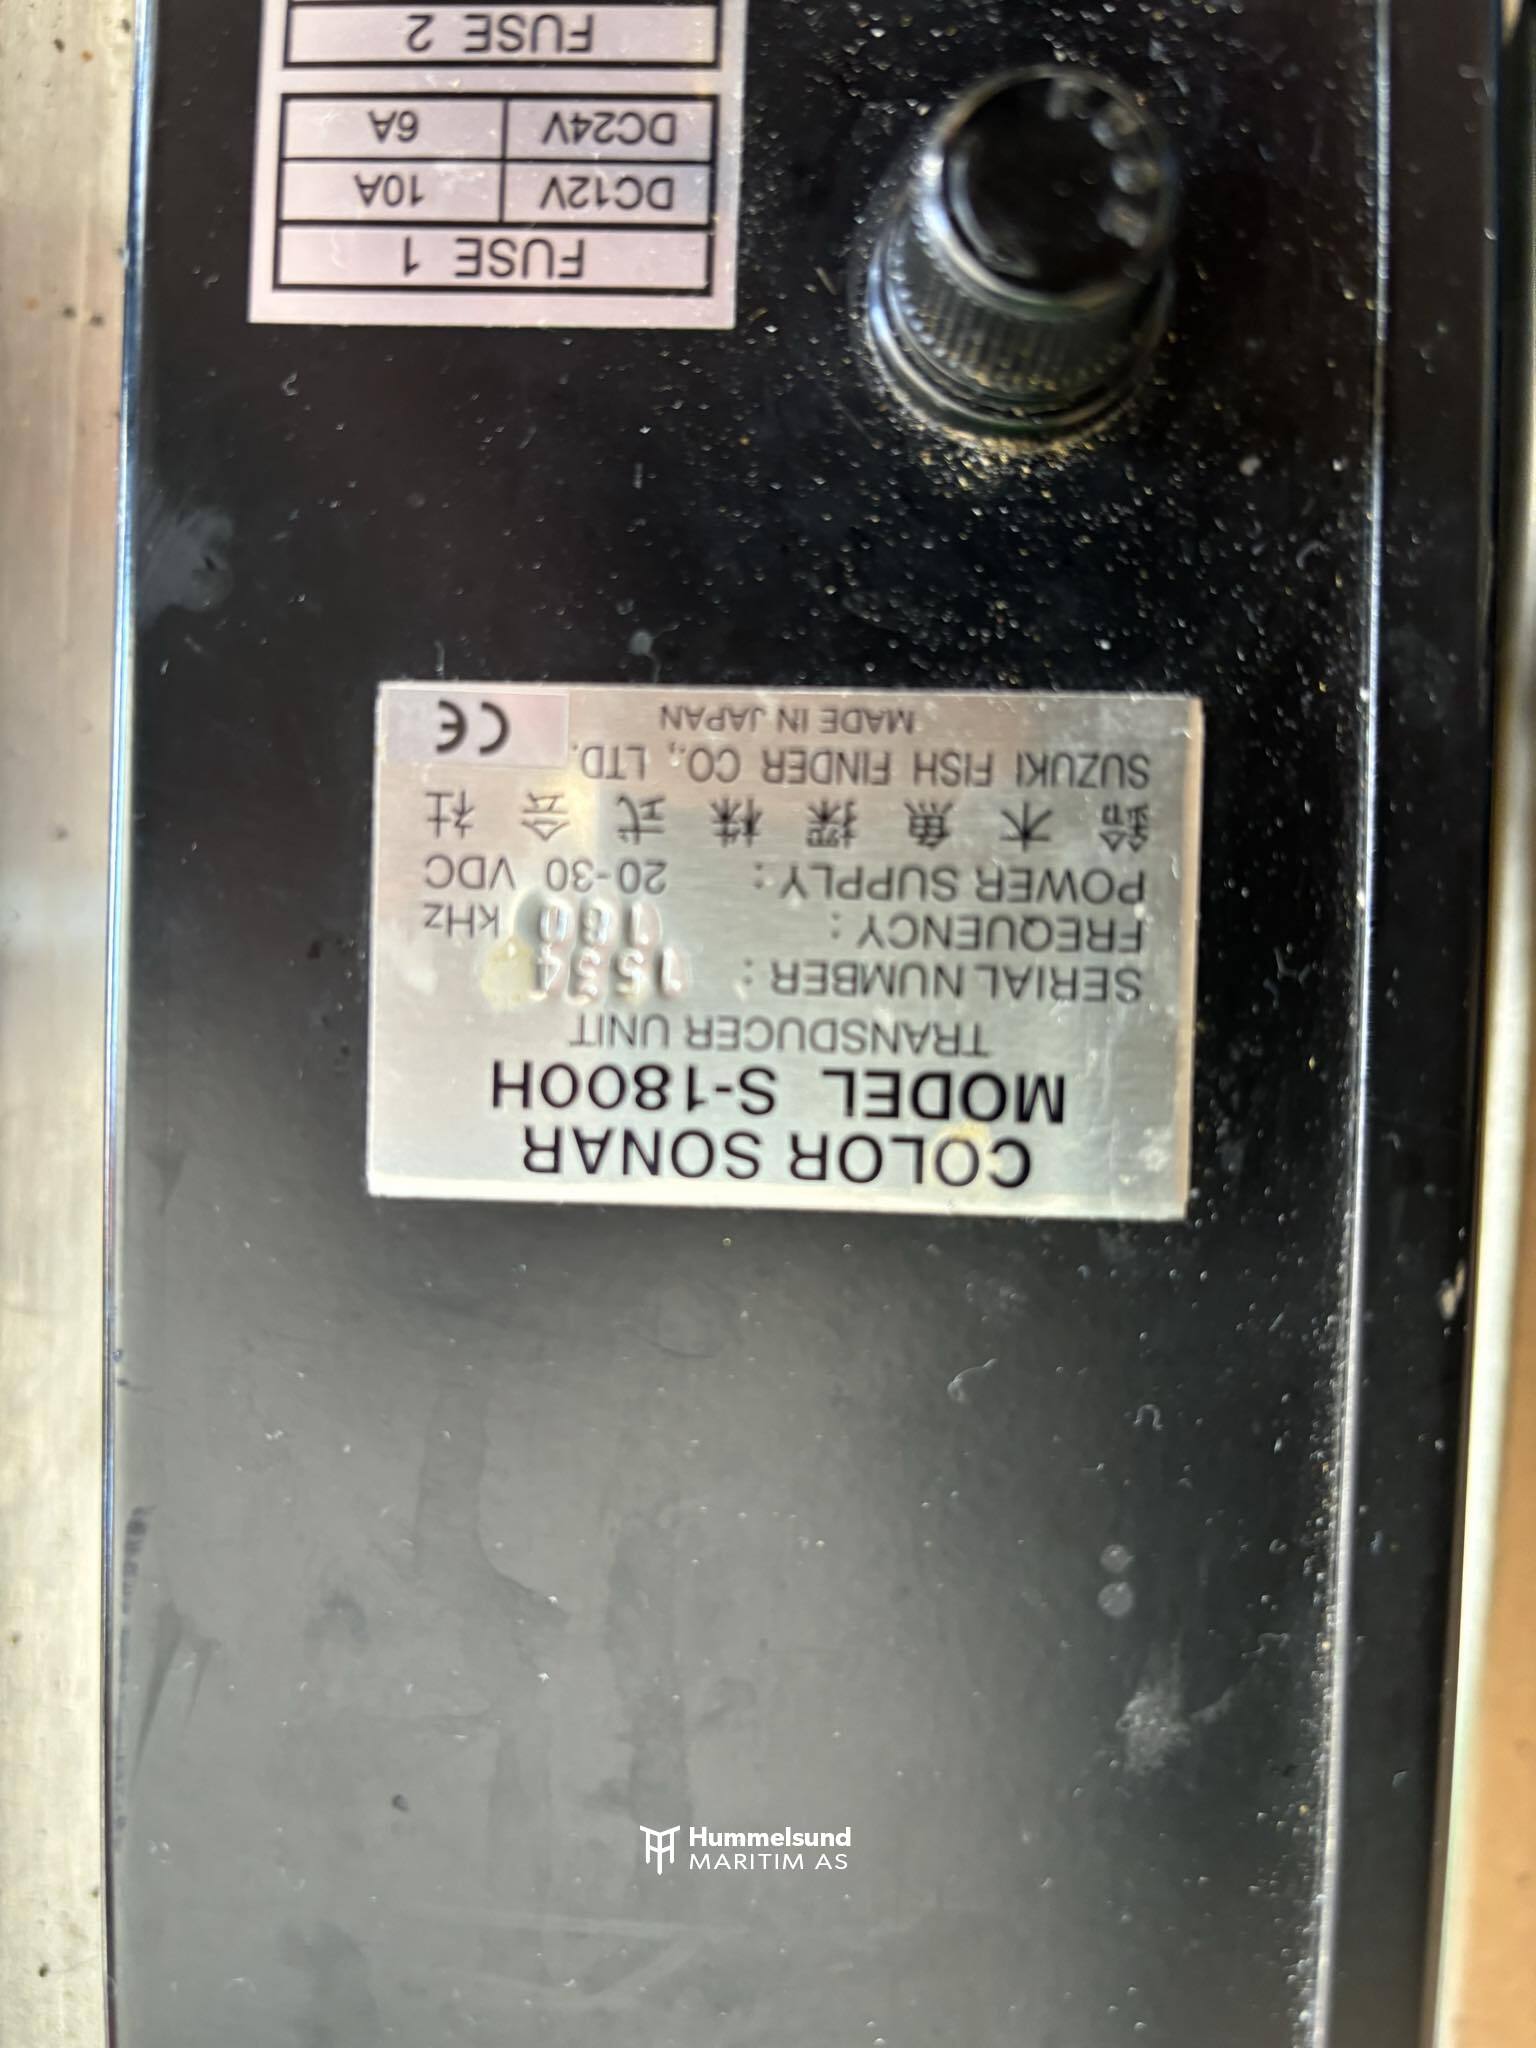 COLOR SONAR
MODEL S-1800H
TRANSDUCER UNIT
SERIAL NUMBER : 1534
FREQUENCY : 160 kHz
POWER SUPPLY : 20-30 VDC
鈴木魚探株式会社
SUZUKI FISH FINDER CO., LTD.
MADE IN JAPAN
CE
FUSE 1
DC12V 10A
DC24V 6A
FUSE 2
Hummelsund
MARITIM AS